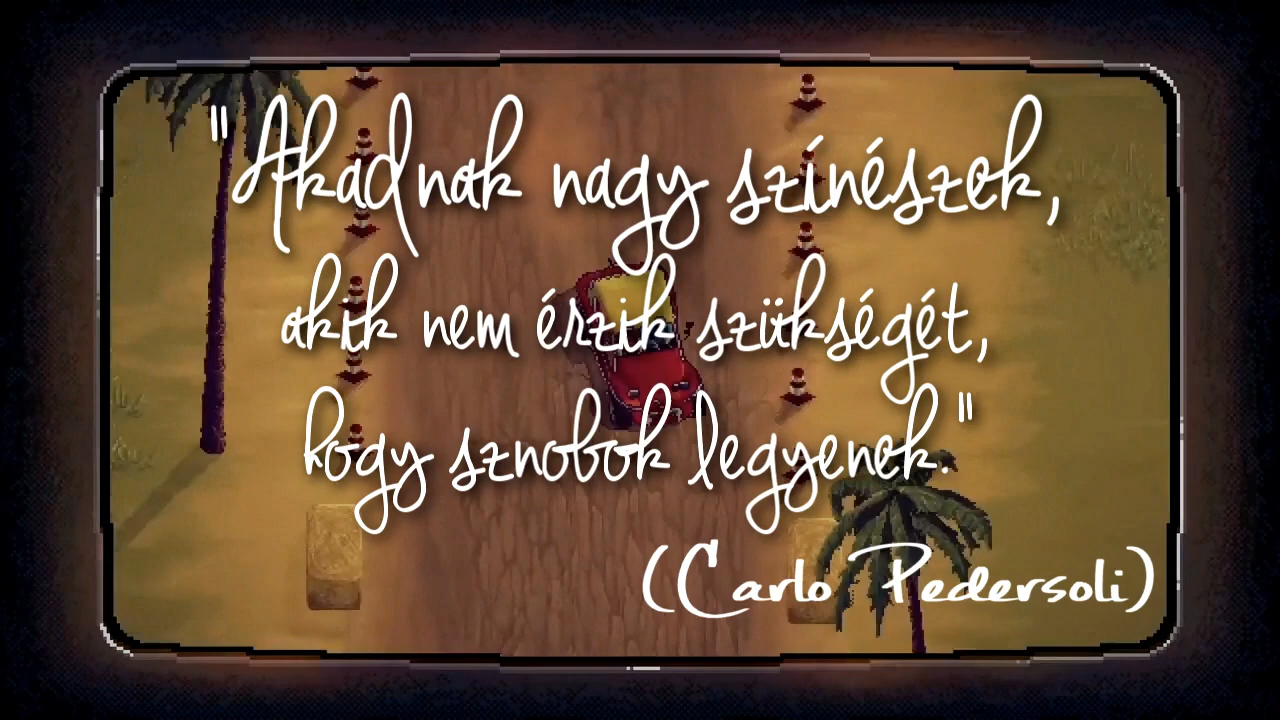 "Akadnak nagy színészek,
akik nem érzik szükségét,
hogy sznobok legyenek."
(Carlo Pedersoli)